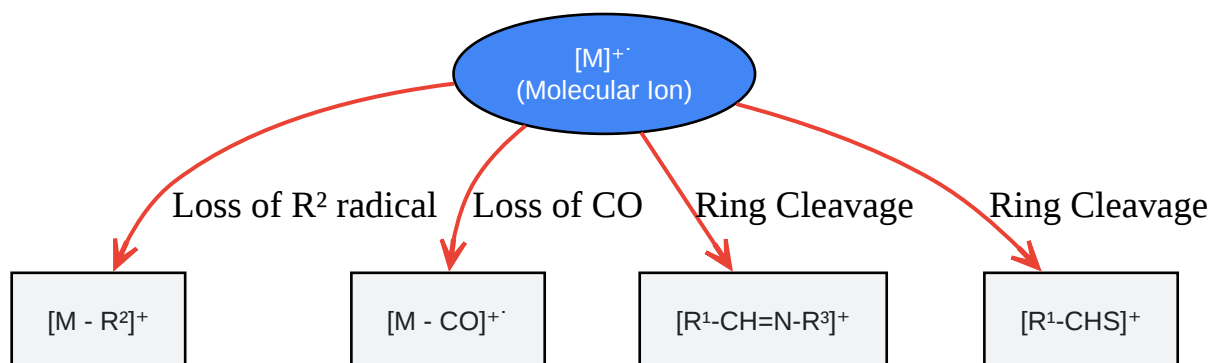 [M]⁺˙
(Molecular Ion)
Loss of R² radical
Loss of CO
Ring Cleavage
Ring Cleavage
[M - R²]⁺
[M - CO]⁺˙
[R¹-CH=N-R³]⁺
[R¹-CHS]⁺